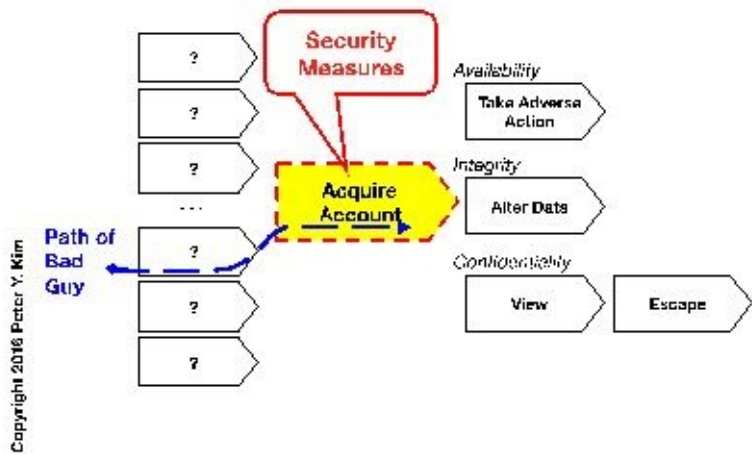 ?
?
?
...
?
?
?
Security
Measures
Acquire
Account
Path of
Bad
Guy
Availability
Take Adverse
Action
Integrity
Alter Data
Confidentiality
View
Escape
Copyright 2016 Peter Y. Kim